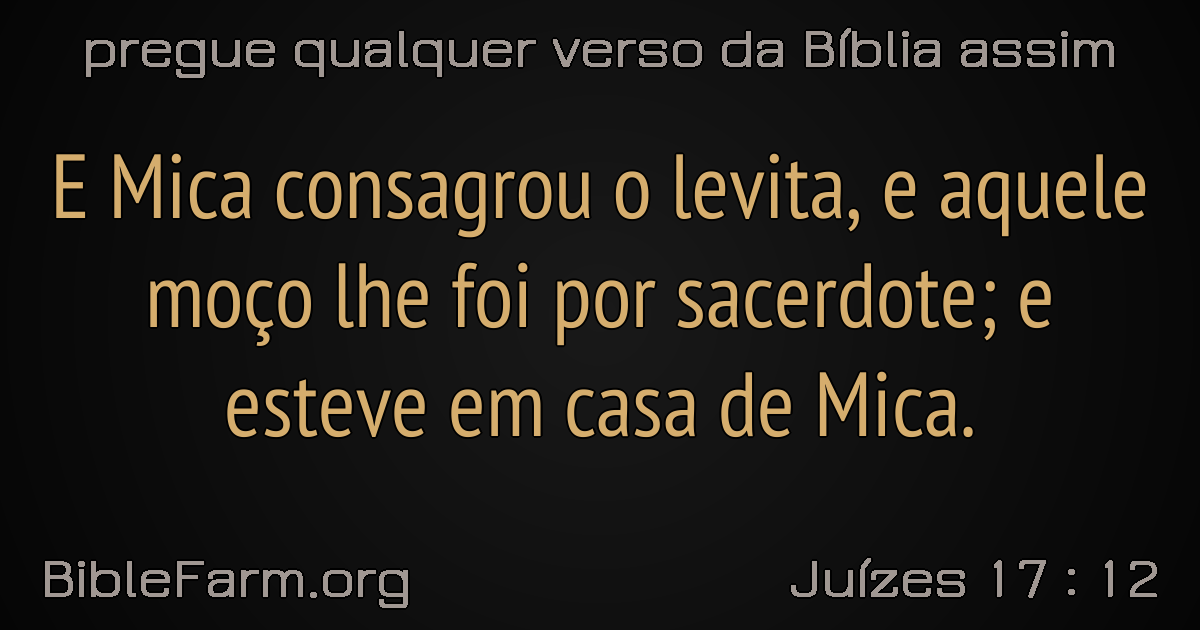 pregue qualquer verso da Bíblia assim
E Mica consagrou o levita, e aquele
moço lhe foi por sacerdote; e
esteve em casa de Mica.
BibleFarm.org
Juízes 17 : 12